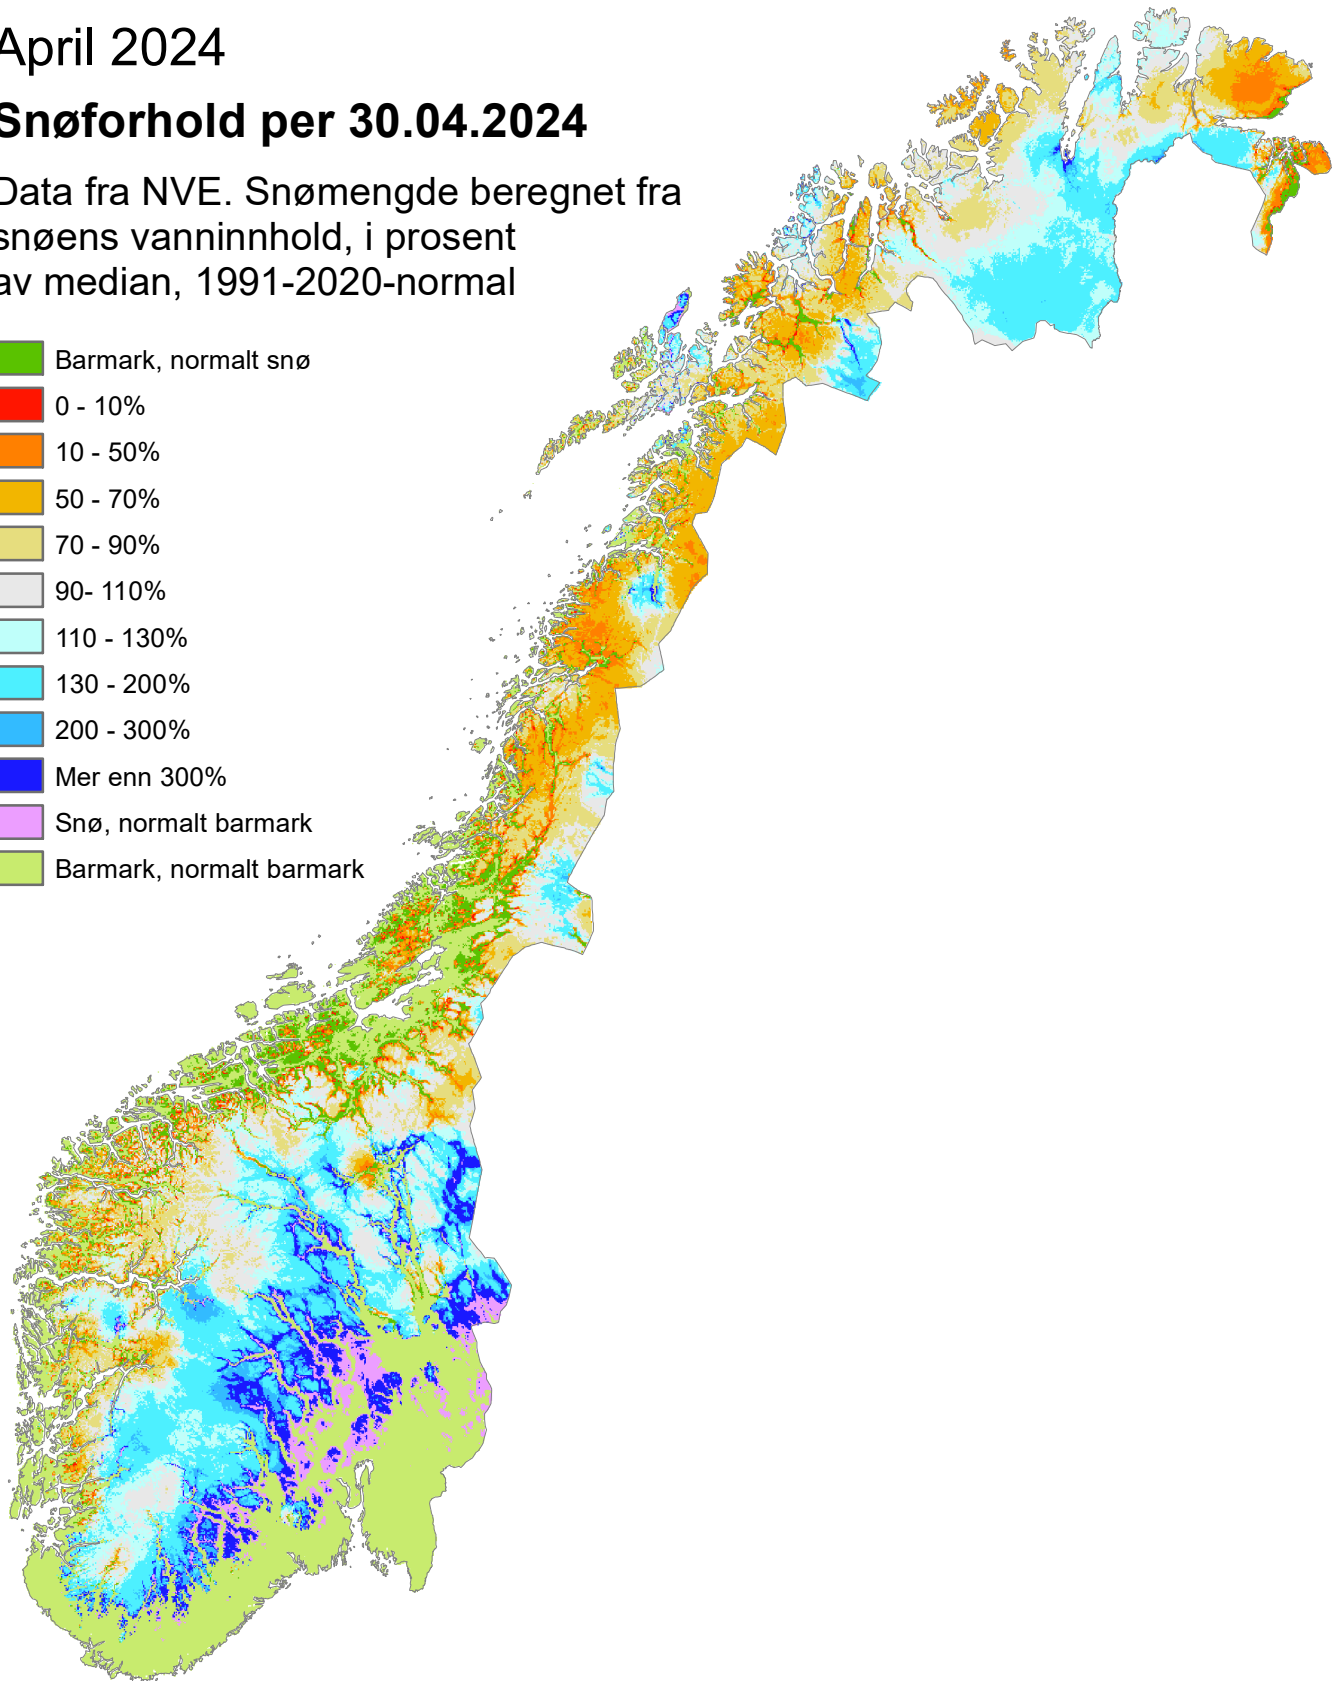 April 2024
Snøforhold per 30.04.2024
Data fra NVE. Snømengde beregnet fra
snøens vanninnhold, i prosent
av median, 1991-2020-normal
Barmark, normalt snø
0 - 10%
10 - 50%
50 - 70%
70 - 90%
90- 110%
110 - 130%
130 - 200%
200 - 300%
Mer enn 300%
Snø, normalt barmark
Barmark, normalt barmark